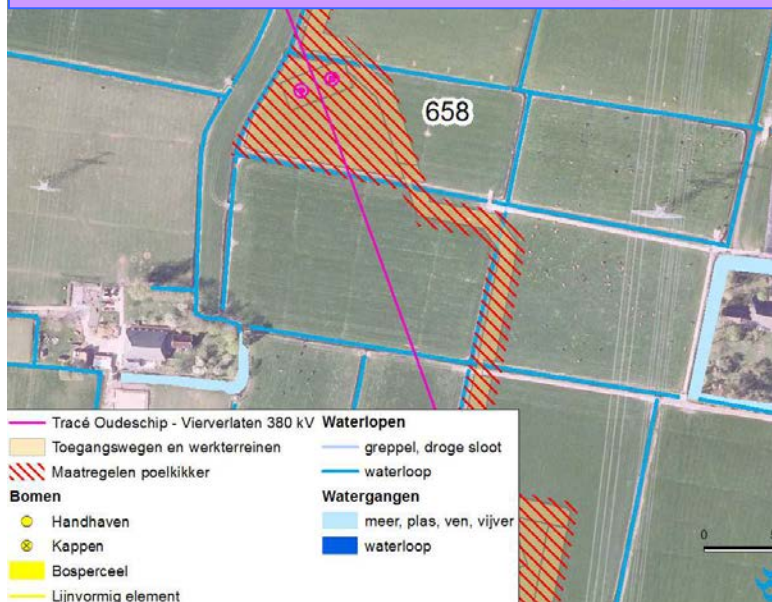 658
Tracé Oudeschip - Vierverlaten 380 kV
Toegangswegen en werkterreinen
Maatregelen poelkikker
Bomen
Handhaven
Kappen
Bosperceel
Lijnvormig element
Waterlopen
greppel, droge sloot
waterloop
Watergangen
meer, plas, ven, vijver
waterloop
0